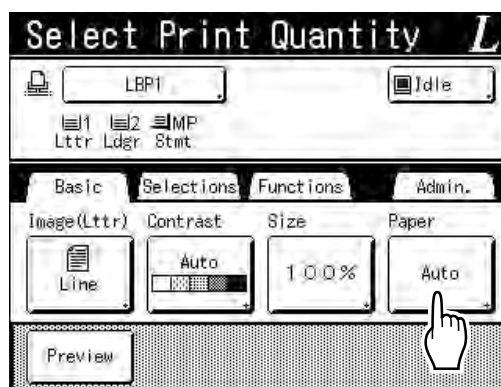 Select Print Quantity L
LBP1 Idle
1 2 MP
Lttr Ldgr Stmt
Basic Selections Functions Admin.
Image(Lttr) Contrast Size Paper
Line Auto 100% Auto
Preview